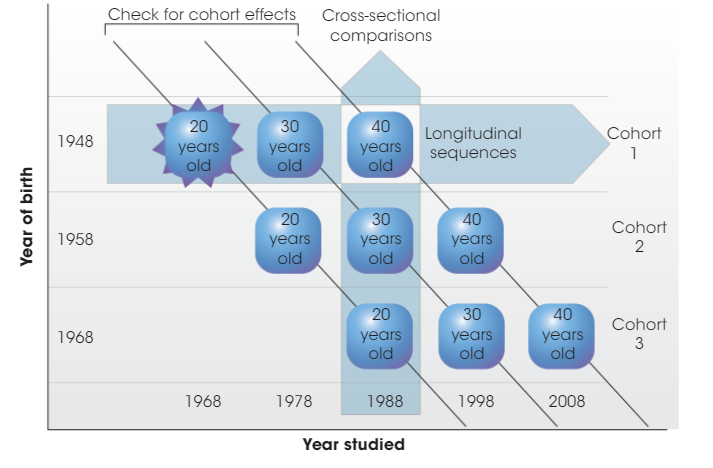 Check for cohort effects
Cross-sectional
comparisons
Year of birth
1948
20
years
old
30
years
old
40
years
old
Longitudinal
sequences
Cohort
1
1958
20
years
old
30
years
old
40
years
old
Cohort
2
1968
20
years
old
30
years
old
40
years
old
Cohort
3
1968 1978 1988 1998 2008
Year studied